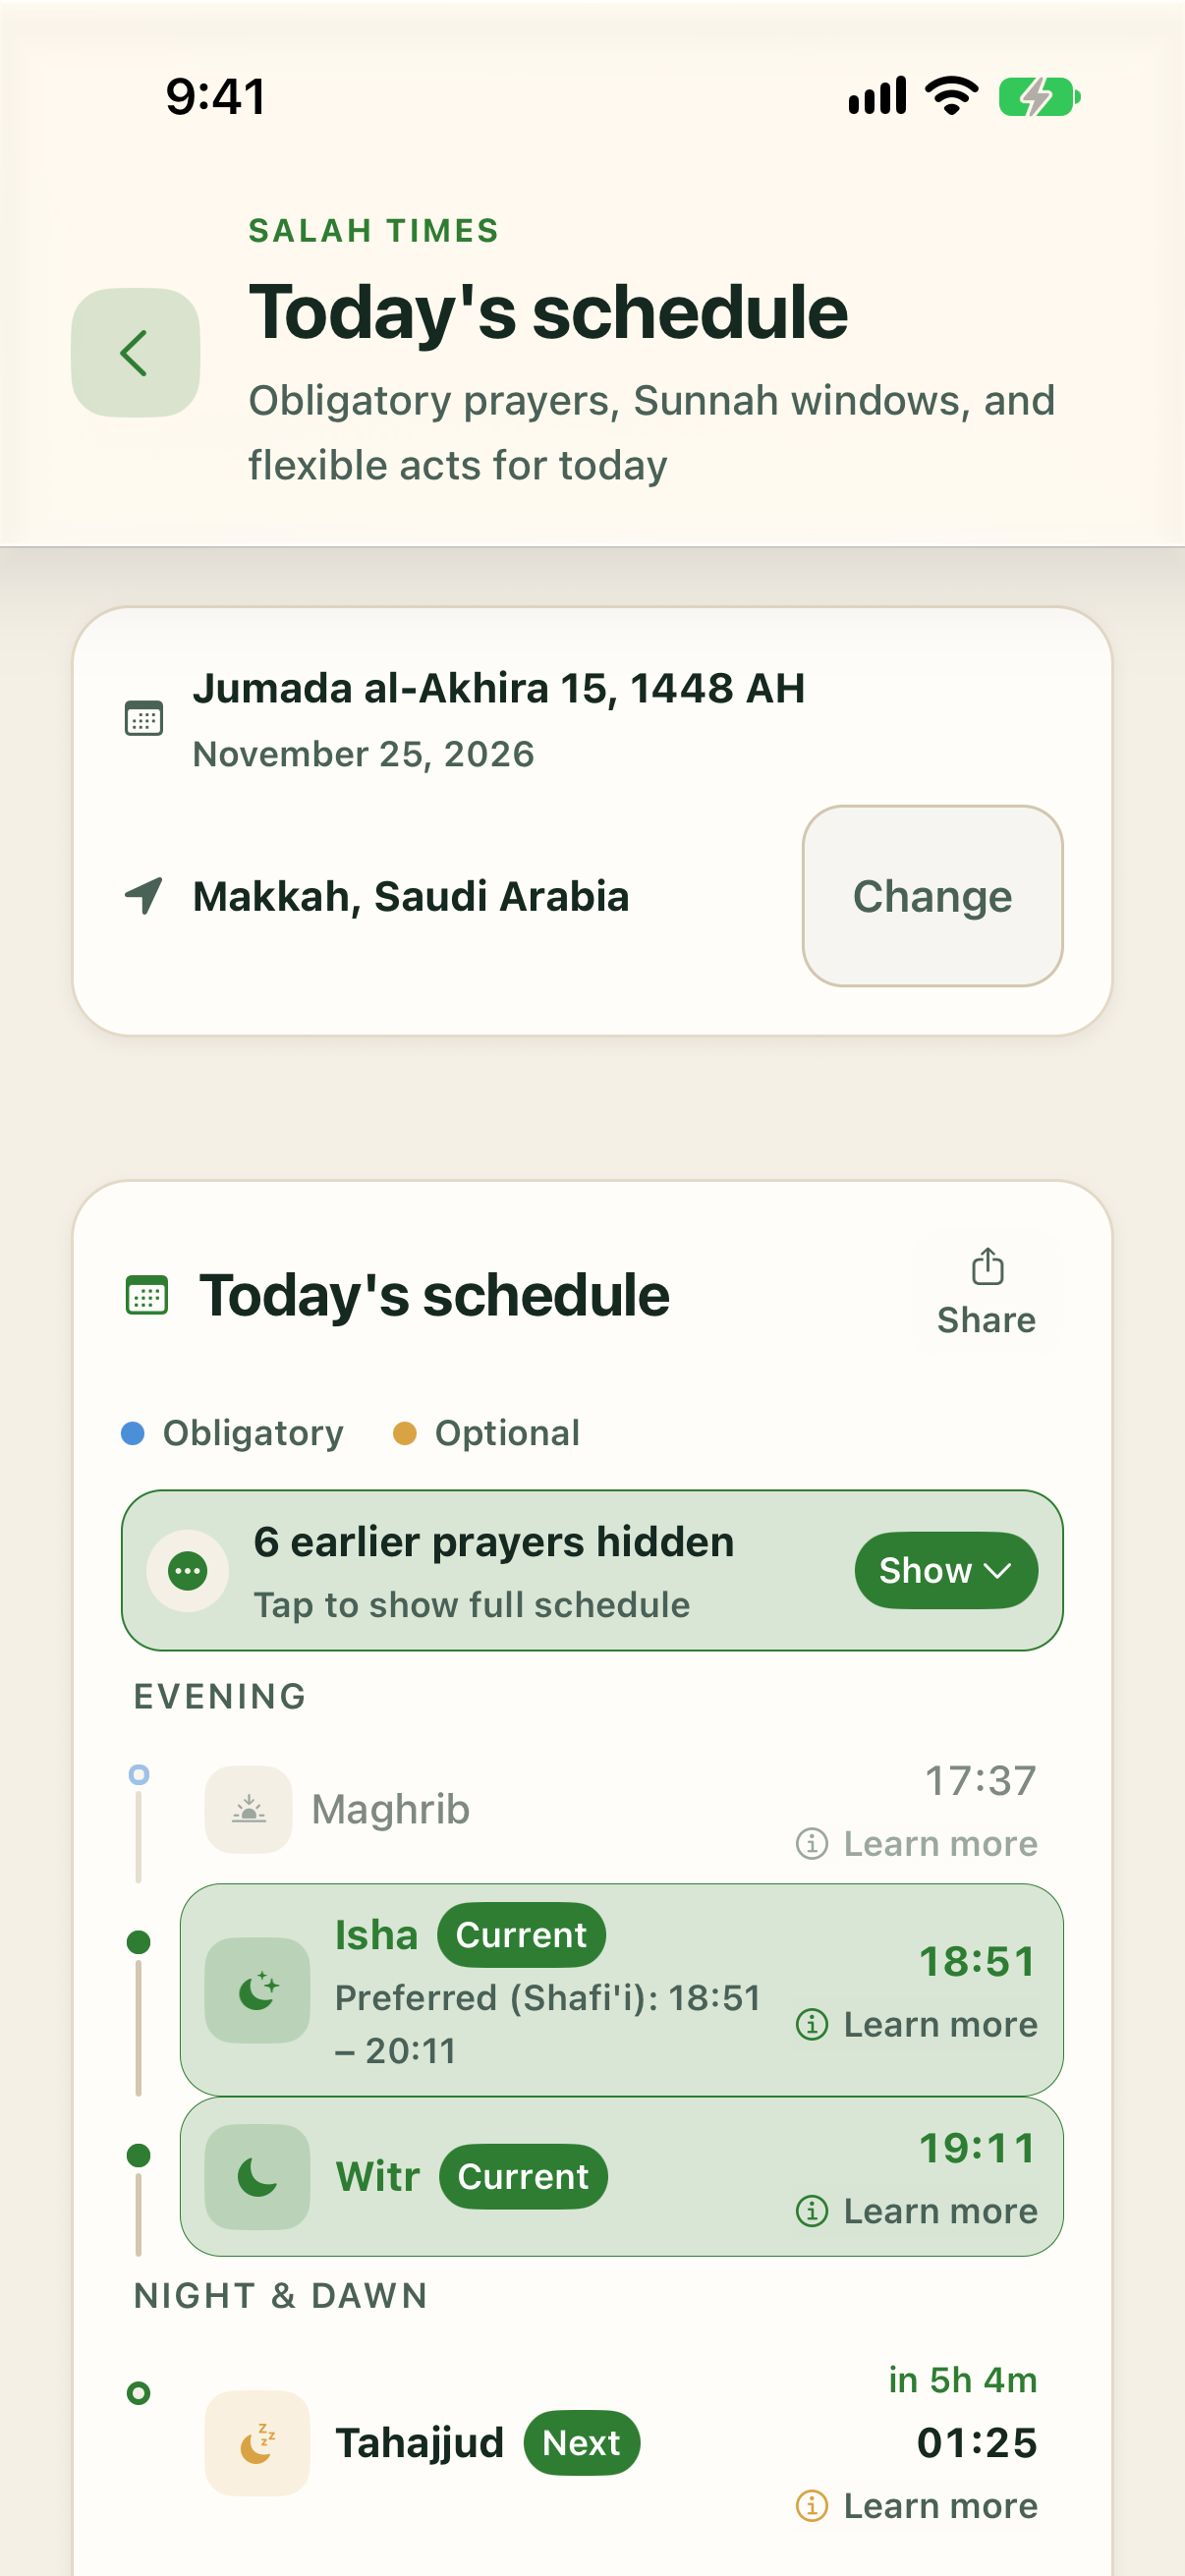 9:41
SALAH TIMES
Today's schedule
Obligatory prayers, Sunnah windows, and
flexible acts for today
Jumada al-Akhira 15, 1448 AH
November 25, 2026
Makkah, Saudi Arabia
Change
Today's schedule
Share
Obligatory
Optional
6 earlier prayers hidden
Tap to show full schedule
Show
EVENING
Maghrib
17:37
Learn more
Isha
Current
Preferred (Shafi'i): 18:51
– 20:11
18:51
Learn more
Witr
Current
19:11
Learn more
NIGHT & DAWN
in 5h 4m
Tahajjud
Next
01:25
Learn more